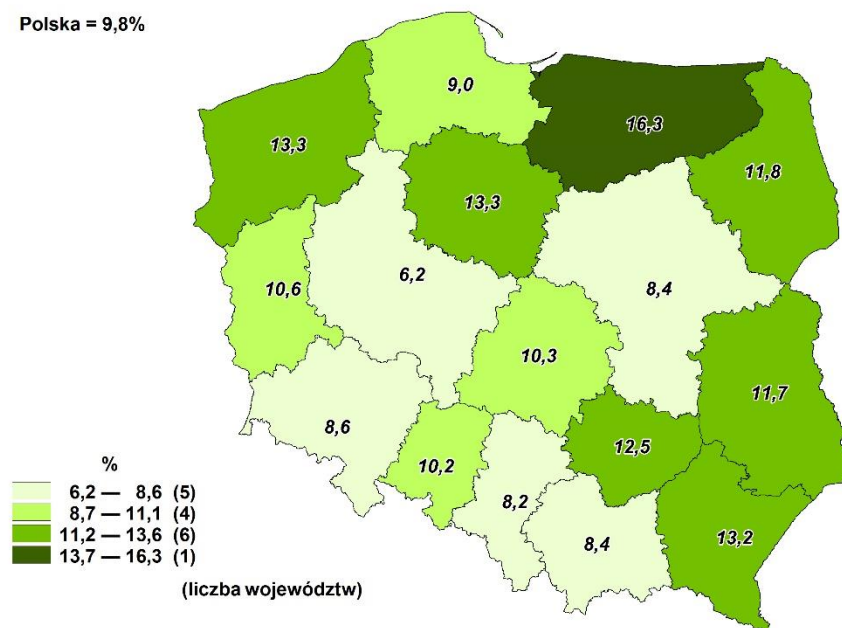 Polska = 9,8%
9,0
16,3
13,3
11,8
13,3
6,2
8,4
10,6
10,3
11,7
8,6
12,5
10,2
8,2
8,4
13,2
%
6,2 — 8,6 (5)
8,7 — 11,1 (4)
11,2 — 13,6 (6)
13,7 — 16,3 (1)
(liczba województw)